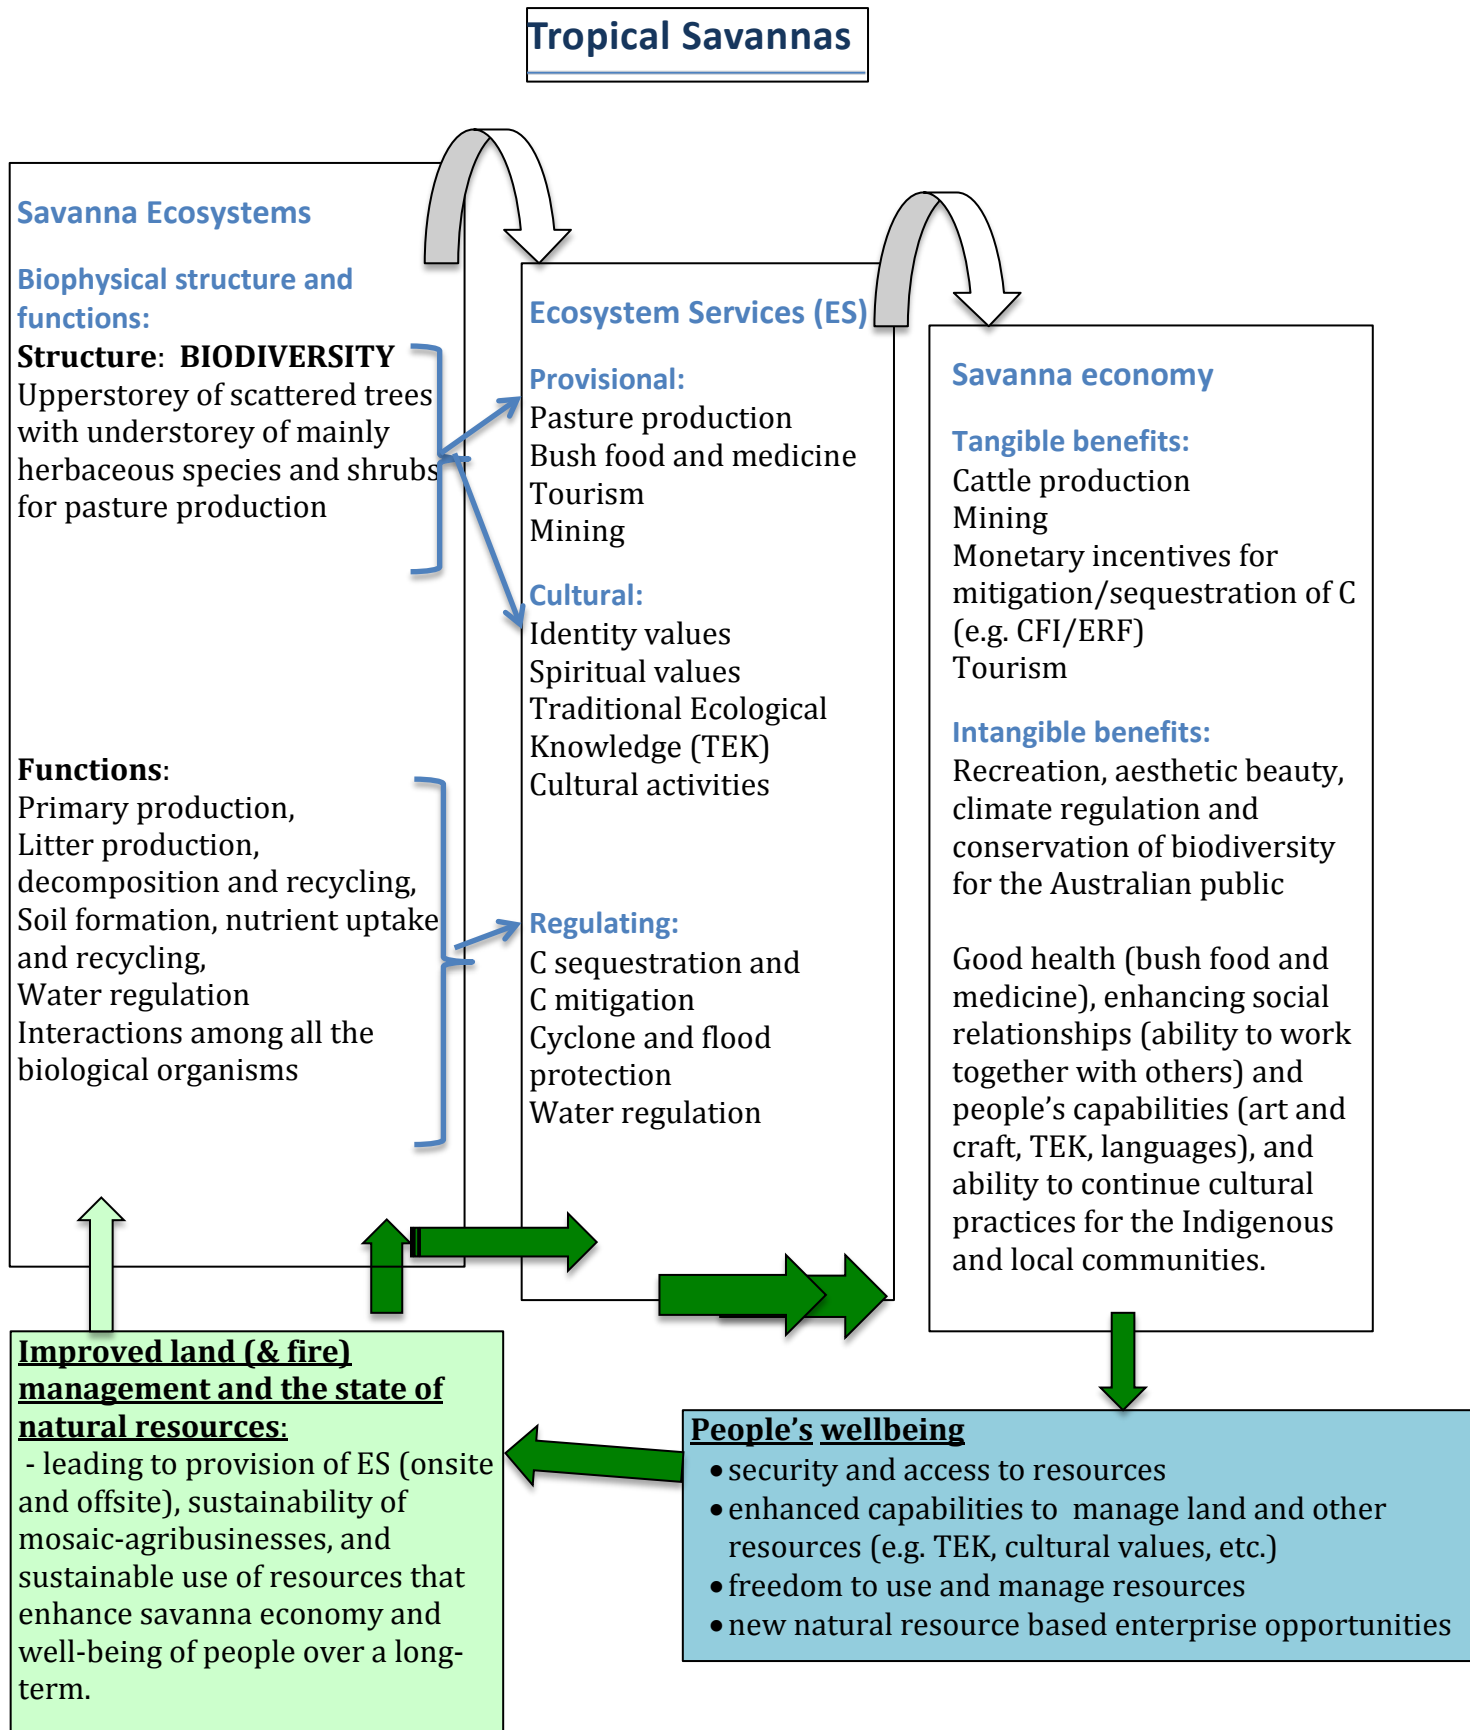 Tropical Savannas
Savanna Ecosystems
Biophysical structure and
functions:
Structure: BIODIVERSITY
Upperstorey of scattered trees
with understorey of mainly
herbaceous species and shrubs
for pasture production
Functions:
Primary production,
Litter production,
decomposition and recycling,
Soil formation, nutrient uptake
and recycling,
Water regulation
Interactions among all the
biological organisms
Ecosystem Services (ES)
Provisional:
Pasture production
Bush food and medicine
Tourism
Mining
Cultural:
Identity values
Spiritual values
Traditional Ecological
Knowledge (TEK)
Cultural activities
Regulating:
C sequestration and
C mitigation
Cyclone and flood
protection
Water regulation
Savanna economy
Tangible benefits:
Cattle production
Mining
Monetary incentives for
mitigation/sequestration of C
(e.g. CFI/ERF)
Tourism
Intangible benefits:
Recreation, aesthetic beauty,
climate regulation and
conservation of biodiversity
for the Australian public
Good health (bush food and
medicine), enhancing social
relationships (ability to work
together with others) and
people’s capabilities (art and
craft, TEK, languages), and
ability to continue cultural
practices for the Indigenous
and local communities.
Improved land (& fire)
management and the state of
natural resources:
- leading to provision of ES (onsite
and offsite), sustainability of
mosaic-agribusinesses, and
sustainable use of resources that
enhance savanna economy and
well-being of people over a long-
term.
People’s wellbeing
• security and access to resources
• enhanced capabilities to manage land and other
resources (e.g. TEK, cultural values, etc.)
• freedom to use and manage resources
• new natural resource based enterprise opportunities